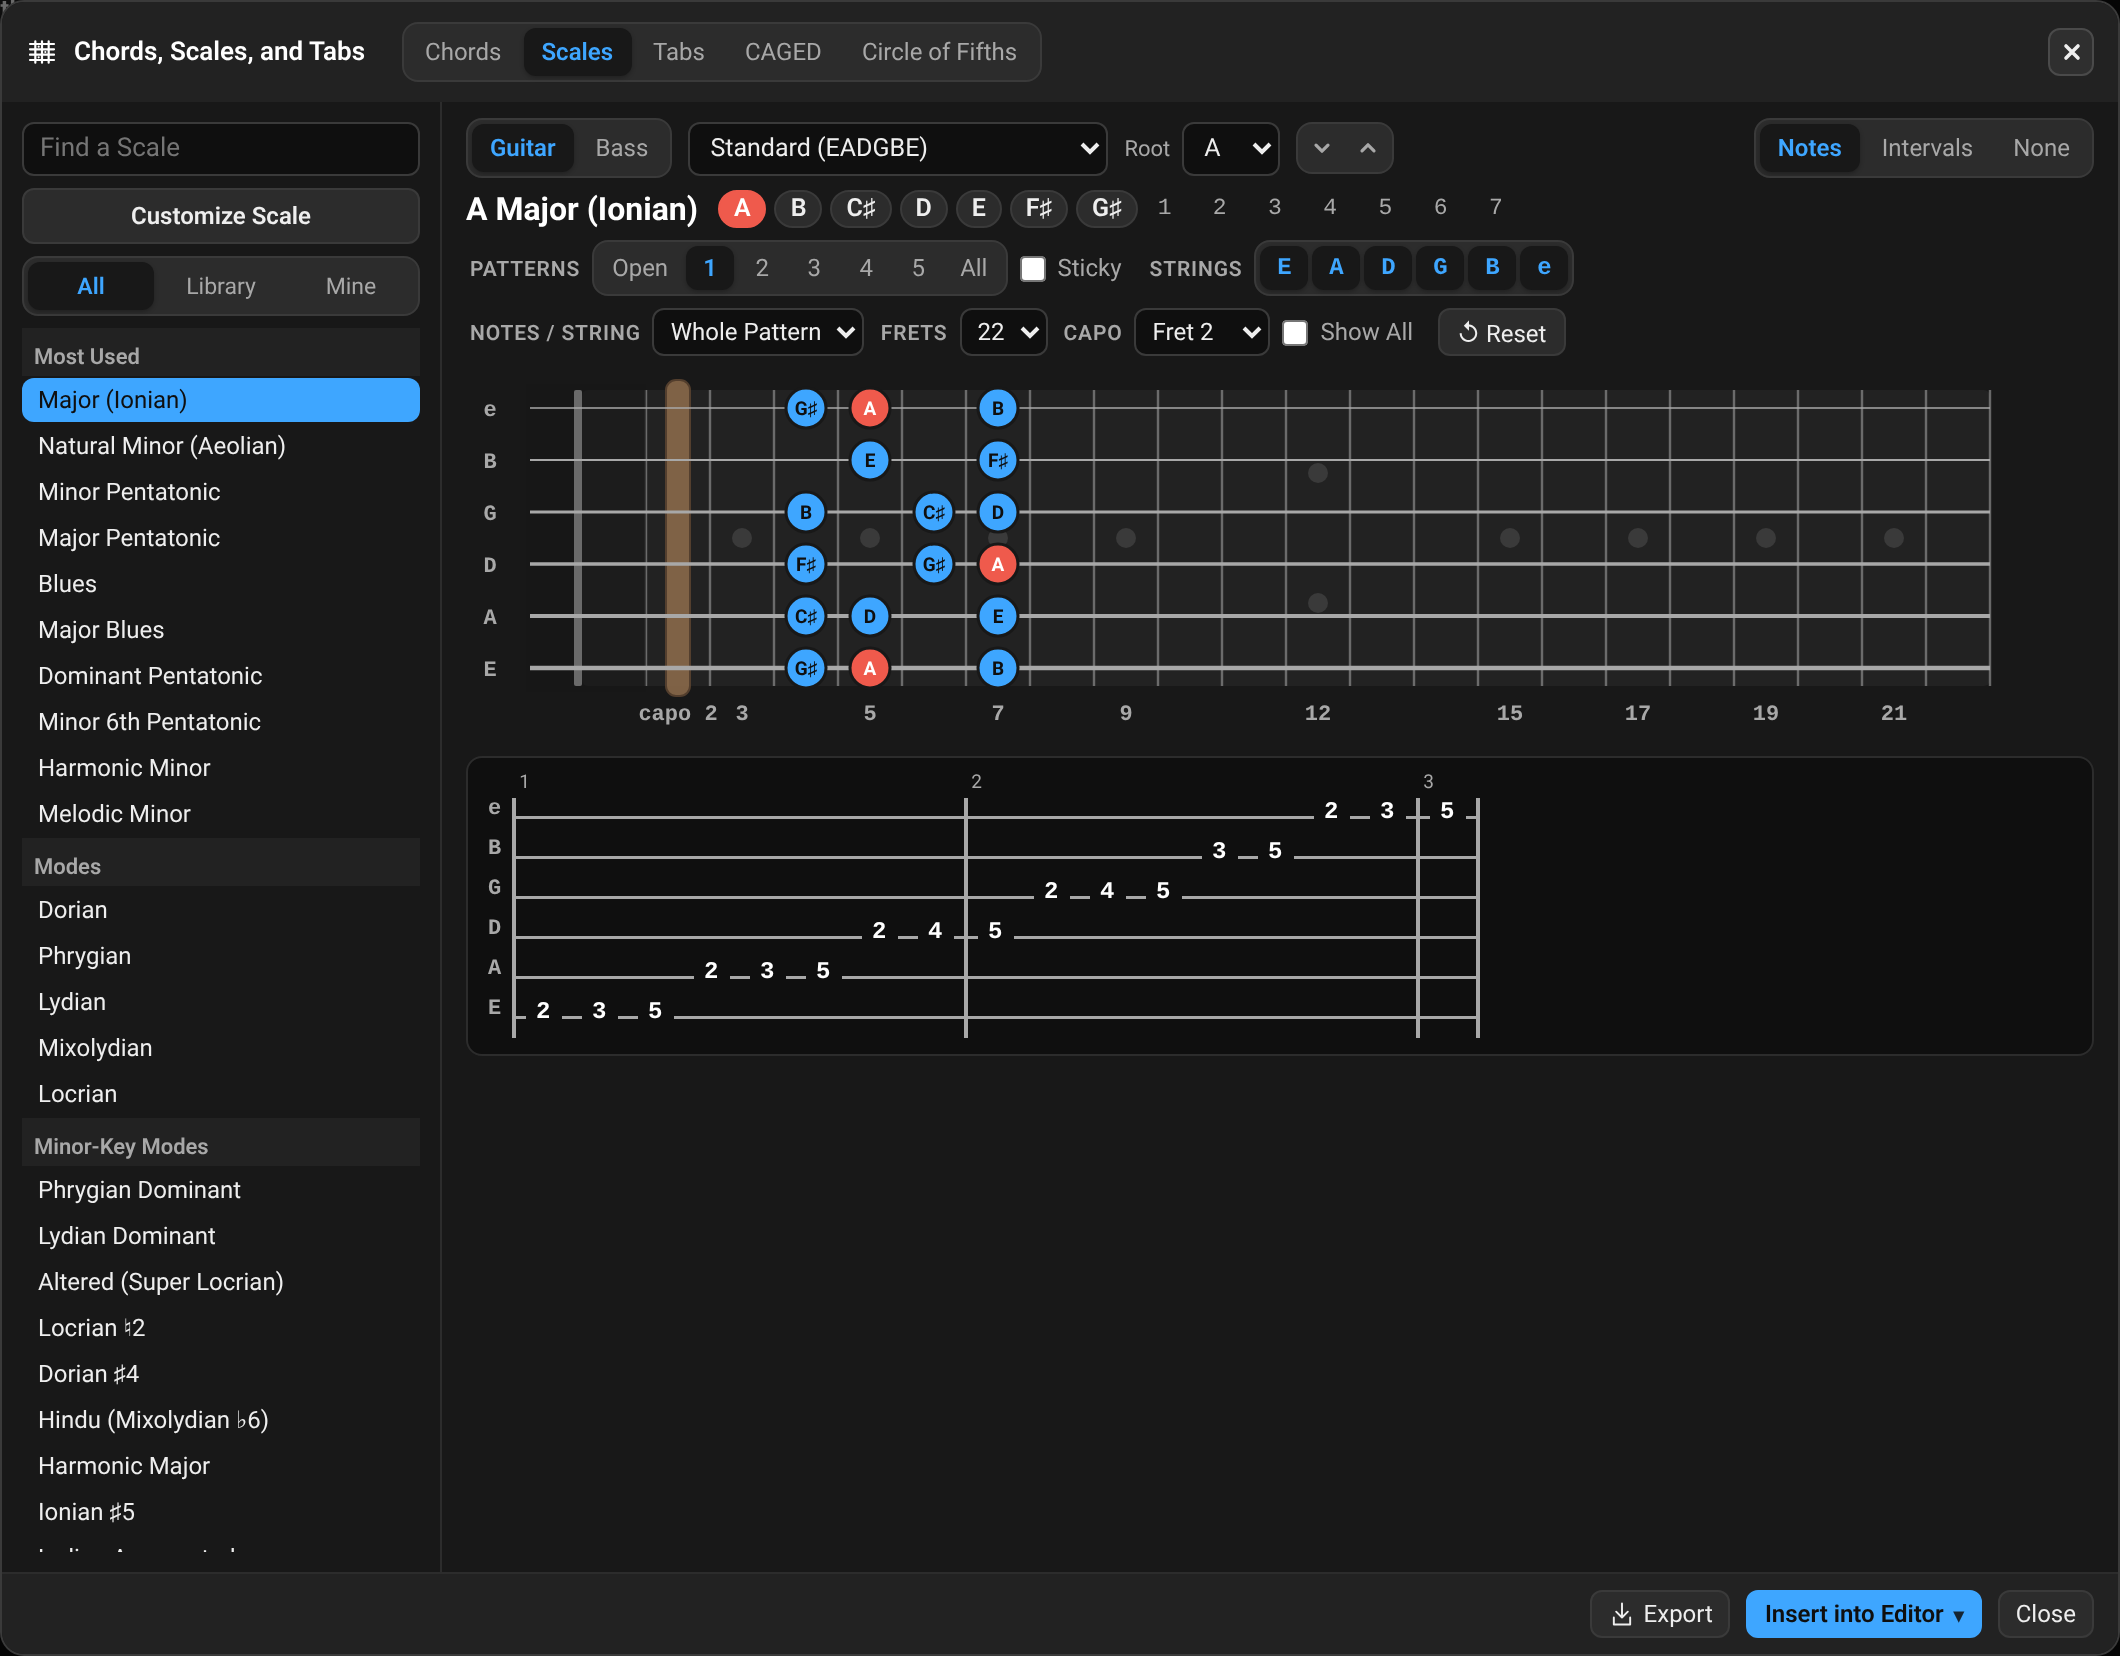 Chords, Scales, and Tabs Chords Scales Tabs CAGED Circle of Fifths
Find a Scale
Customize Scale
All Library Mine
Most Used
Major (Ionian)
Natural Minor (Aeolian)
Minor Pentatonic
Major Pentatonic
Blues
Major Blues
Dominant Pentatonic
Minor 6th Pentatonic
Harmonic Minor
Melodic Minor
Modes
Dorian
Phrygian
Lydian
Mixolydian
Locrian
Minor-Key Modes
Phrygian Dominant
Lydian Dominant
Altered (Super Locrian)
Locrian ♮2
Dorian ♯4
Hindu (Mixolydian ♭6)
Harmonic Major
Ionian ♯5
Guitar Bass Standard (EADGBE) Root A Notes Intervals None
A Major (Ionian) A B C♯ D E F♯ G♯ 1 2 3 4 5 6 7
PATTERNS Open 1 2 3 4 5 All Sticky STRINGS E A D G B e
NOTES / STRING Whole Pattern FRETS 22 CAPO Fret 2 Show All Reset
e G♯ A B
B E F♯
G B C♯ D
D F♯ G♯ A
A C♯ D E
E G♯ A B
capo 2 3 5 7 9 12 15 17 19 21
1 2 3
e 2 3 5
B 3 5
G 2 4 5
D 2 4 5
A 2 3 5
E 2 3 5
Export Insert into Editor ▾ Close